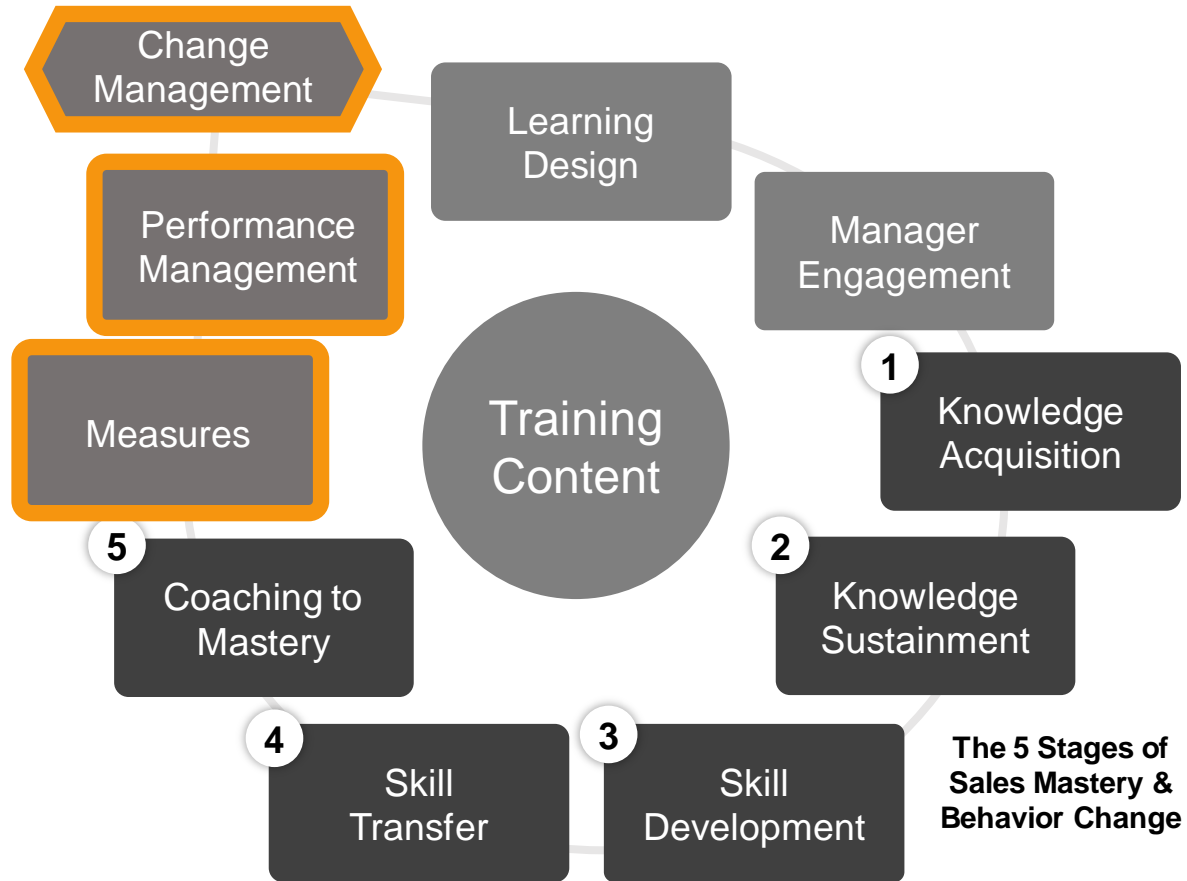 Change
Management
Learning
Design
Performance
Management
Manager
Engagement
Measures
Training
Content
1
Knowledge
Acquisition
2
Knowledge
Sustainment
3
Skill
Development
4
Skill
Transfer
5
Coaching to
Mastery
The 5 Stages of
Sales Mastery &
Behavior Change